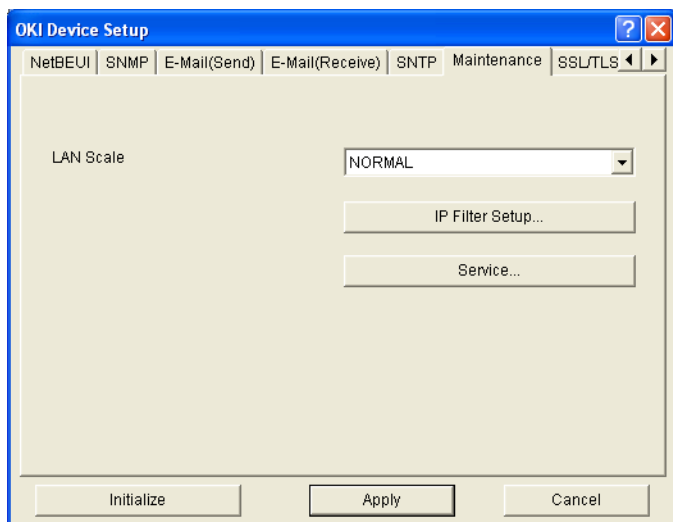 OKI Device Setup
NetBEUI SNMP E-Mail(Send) E-Mail(Receive) SNTP Maintenance SSL/TLS
LAN Scale NORMAL
IP Filter Setup...
Service...
Initialize Apply Cancel